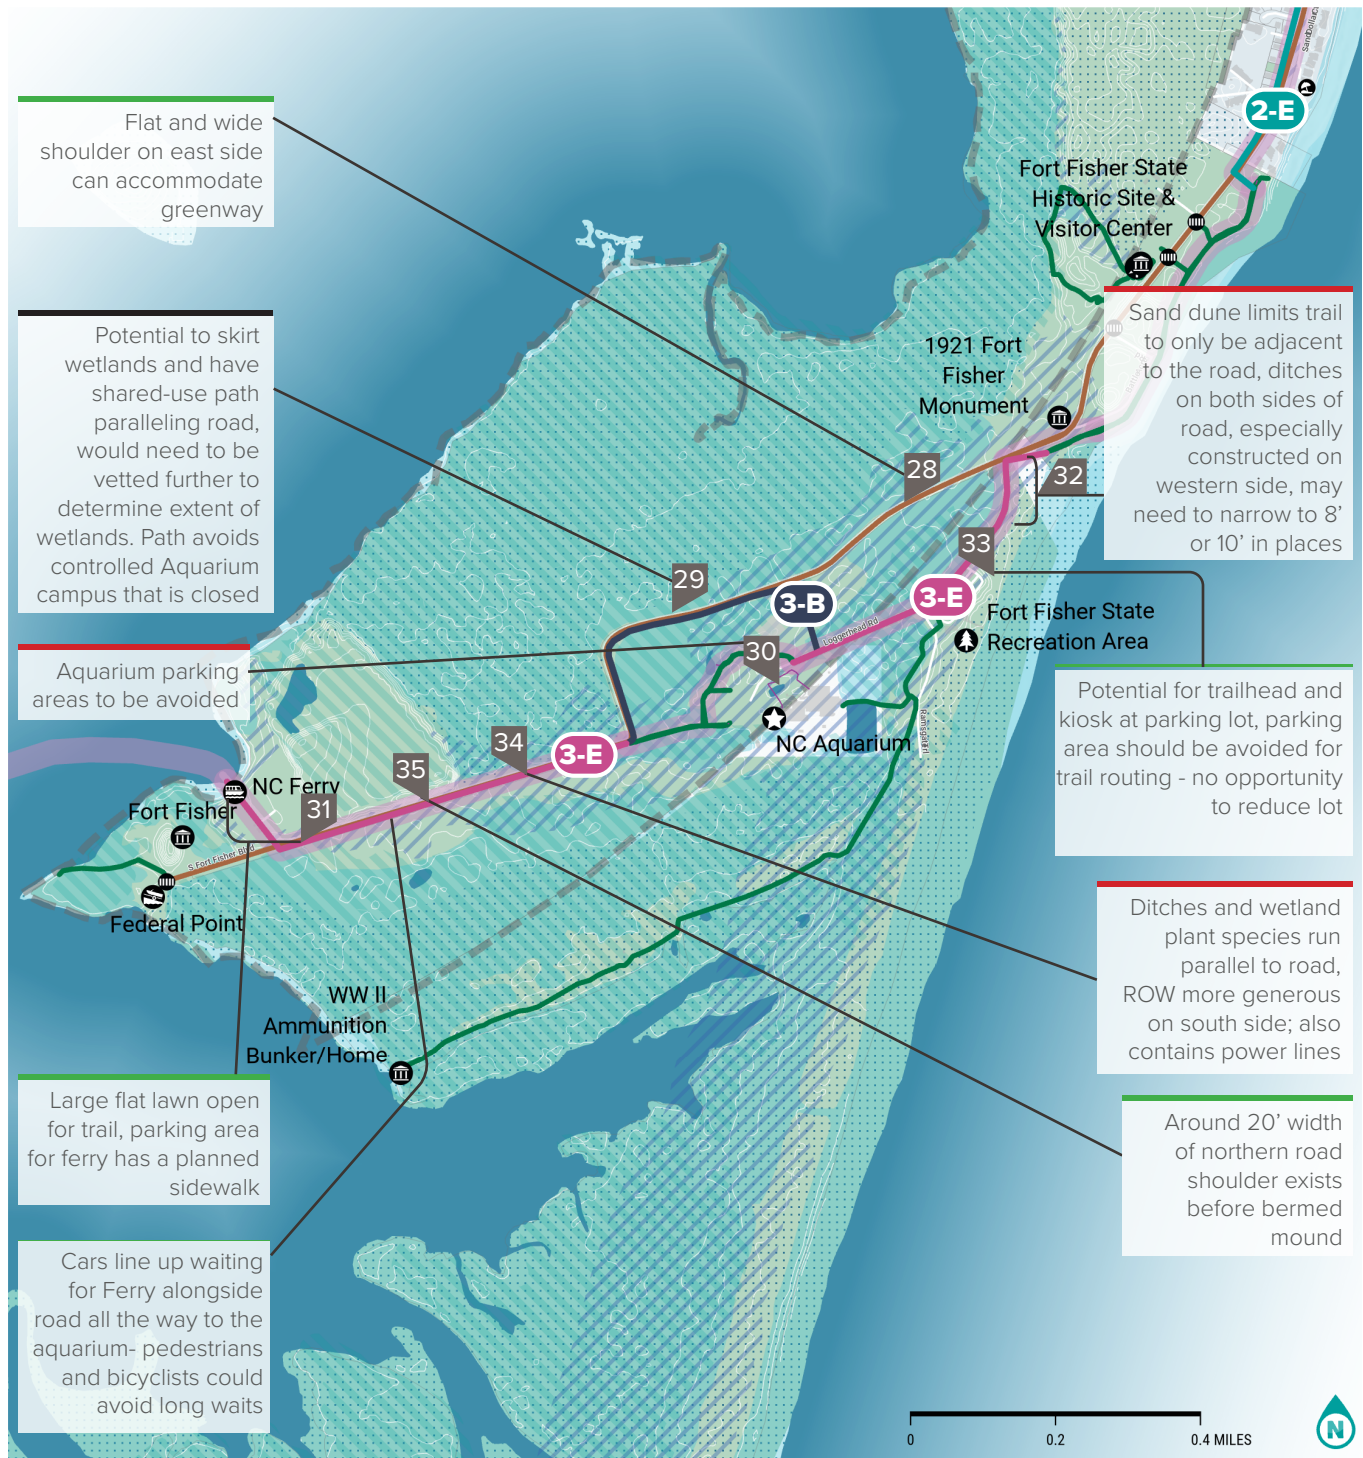 Flat and wide
shoulder on east side
can accommodate
greenway
2-E
Fort Fisher State
Historic Site &
Visitor Center
Potential to skirt
wetlands and have
shared-use path
paralleling road,
would need to be
vetted further to
determine extent of
wetlands. Path avoids
controlled Aquarium
campus that is closed
Sand dune limits trail
to only be adjacent
to the road, ditches
on both sides of
road, especially
constructed on
western side, may
need to narrow to 8’
or 10’ in places
1921 Fort
Fisher
Monument
28
32
33
29
3-B
3-E
Loggerhead Rd
Fort Fisher State
Recreation Area
30
Aquarium parking
areas to be avoided
Potential for trailhead and
kiosk at parking lot, parking
area should be avoided for
trail routing - no opportunity
to reduce lot
NC Aquarium
34
3-E
35
NC Ferry
31
Fort Fisher
S Fort Fisher Blvd
Federal Point
Ditches and wetland
plant species run
parallel to road,
ROW more generous
on south side; also
contains power lines
WW II
Ammunition
Bunker/Home
Large flat lawn open
for trail, parking area
for ferry has a planned
sidewalk
Around 20’ width
of northern road
shoulder exists
before bermed
mound
Cars line up waiting
for Ferry alongside
road all the way to the
aquarium- pedestrians
and bicyclists could
avoid long waits
0 0.2 0.4 MILES
N